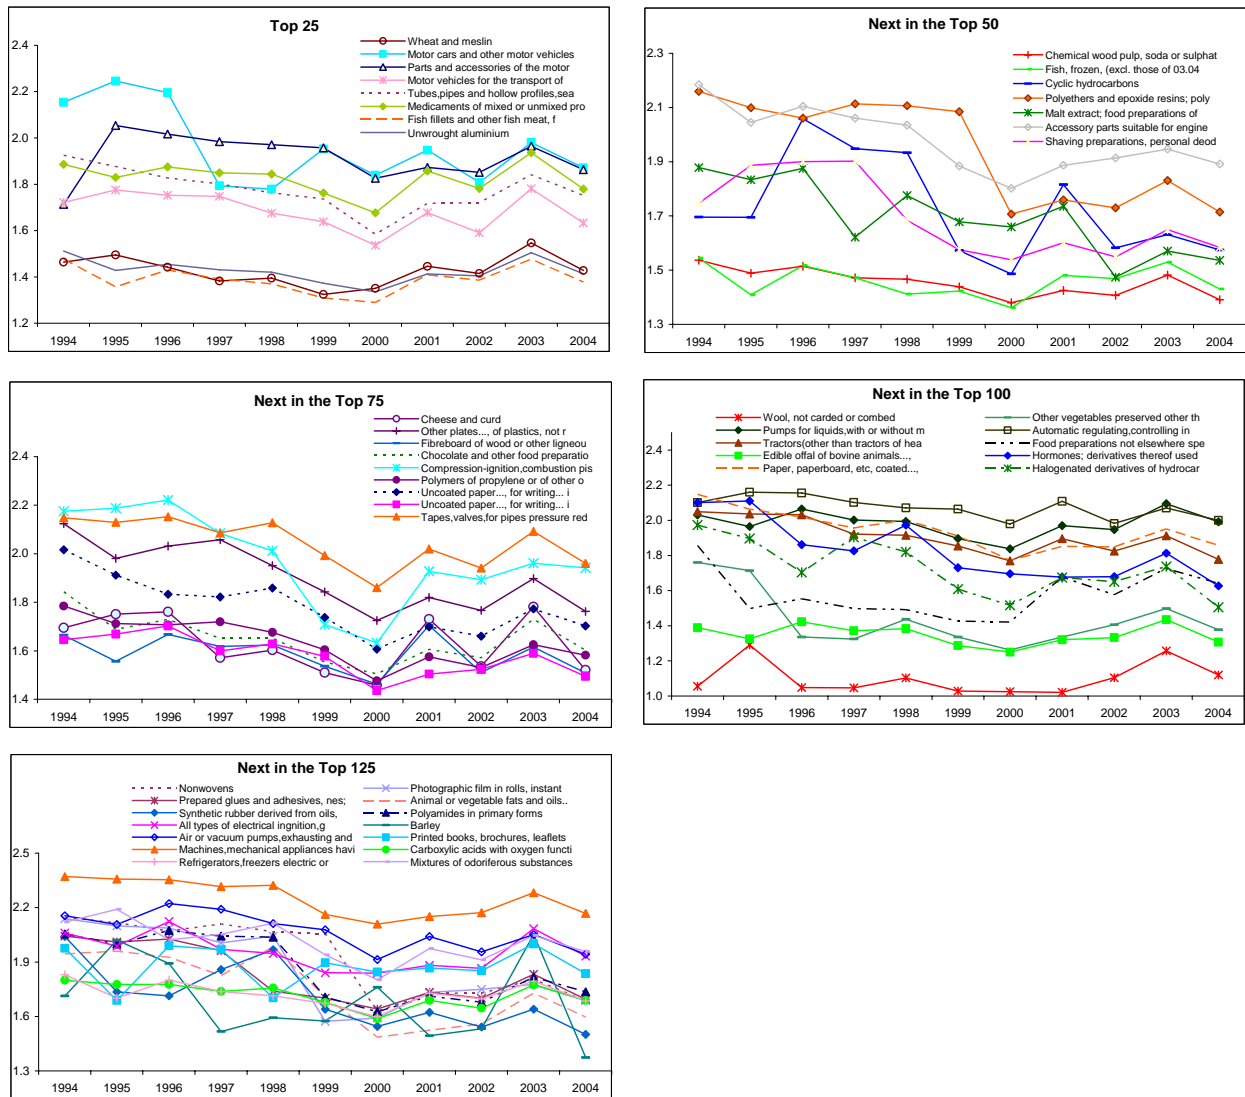 Top 25
Wheat and meslin
Motor cars and other motor vehicles
Parts and accessories of the motor
Motor vehicles for the transport of
Tubes,pipes and hollow profiles,sea
Medicaments of mixed or unmixed pro
Fish fillets and other fish meat, f
Unwrought aluminium
2.4
2.2
2.0
1.8
1.6
1.4
1.2
1994 1995 1996 1997 1998 1999 2000 2001 2002 2003 2004
Next in the Top 50
Chemical wood pulp, soda or sulphat
Fish, frozen, (excl. those of 03.04
Cyclic hydrocarbons
Polyethers and epoxide resins; poly
Malt extract; food preparations of
Accessory parts suitable for engine
Shaving preparations, personal deod
2.3
2.1
1.9
1.7
1.5
1.3
1994 1995 1996 1997 1998 1999 2000 2001 2002 2003 2004
Next in the Top 75
Cheese and curd
Other plates..., of plastics, not r
Fibreboard of wood or other ligneou
Chocolate and other food preparatio
Compression-ignition,combustion pis
Polymers of propylene or of other o
Uncoated paper..., for writing... i
Uncoated paper..., for writing... i
Tapes,valves,for pipes pressure red
2.4
2.2
2.0
1.8
1.6
1.4
1994 1995 1996 1997 1998 1999 2000 2001 2002 2003 2004
Next in the Top 100
Wool, not carded or combed
Pumps for liquids,with or without m
Tractors(other than tractors of hea
Edible offal of bovine animals...,
Paper, paperboard, etc, coated...,
Other vegetables preserved other th
Automatic regulating,controlling in
Food preparations not elsewhere spe
Hormones; derivatives thereof used
Halogenated derivatives of hydrocar
2.4
2.2
2.0
1.8
1.6
1.4
1.2
1.0
1994 1995 1996 1997 1998 1999 2000 2001 2002 2003 2004
Next in the Top 125
Nonwovens
Prepared glues and adhesives, nes;
Synthetic rubber derived from oils,
All types of electrical ingnition,g
Air or vacuum pumps,exhausting and
Machines,mechanical appliances havi
Refrigerators,freezers electric or
Photographic film in rolls, instant
Animal or vegetable fats and oils..
Polyamides in primary forms
Barley
Printed books, brochures, leaflets
Carboxylic acids with oxygen functi
Mixtures of odoriferous substances
2.5
2.2
1.9
1.6
1.3
1994 1995 1996 1997 1998 1999 2000 2001 2002 2003 2004